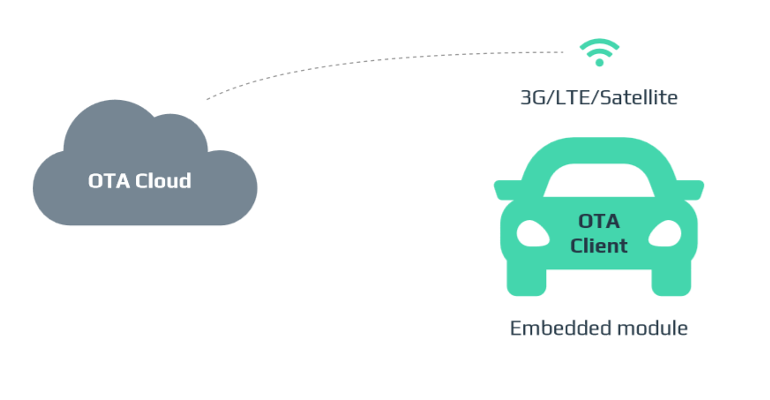 3G/LTE/Satellite
OTA Cloud
OTA
Client
Embedded module